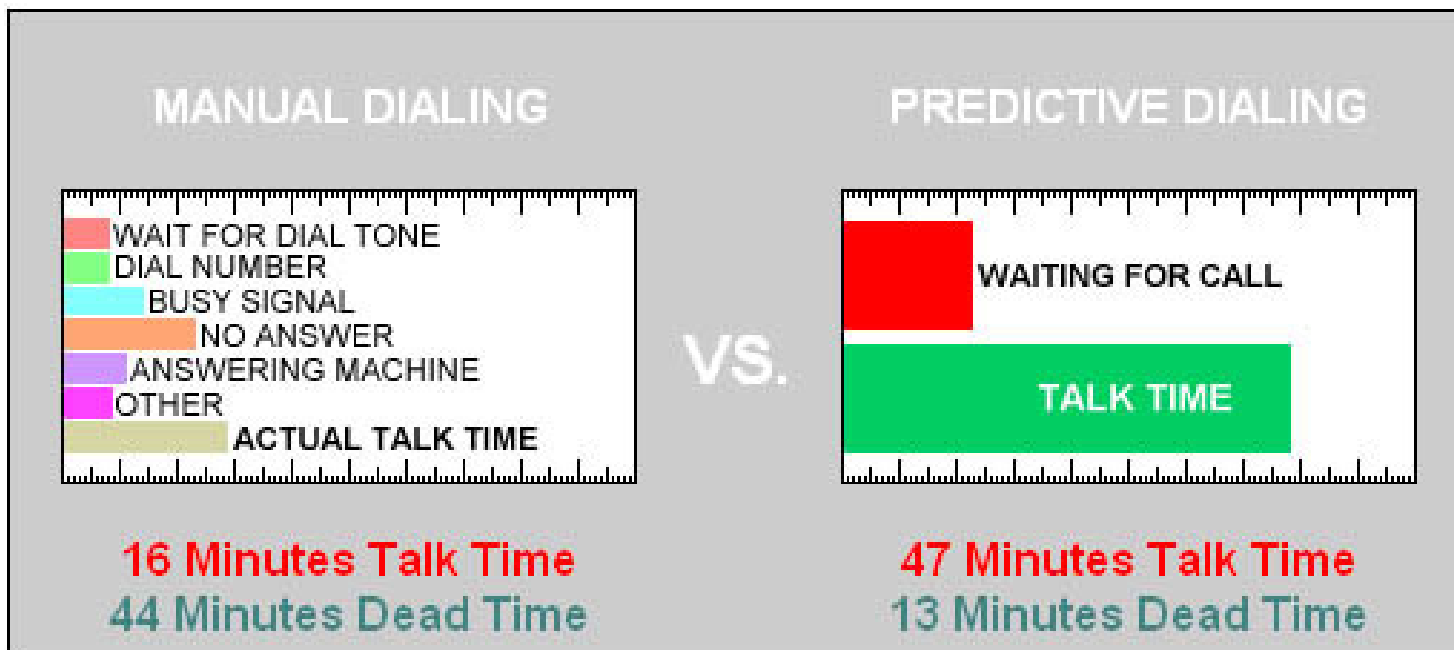 MANUAL DIALING
WAIT FOR DIAL TONE
DIAL NUMBER
BUSY SIGNAL
NO ANSWER
ANSWERING MACHINE
OTHER
ACTUAL TALK TIME
16 Minutes Talk Time
44 Minutes Dead Time
VS.
PREDICTIVE DIALING
WAITING FOR CALL
TALK TIME
47 Minutes Talk Time
13 Minutes Dead Time